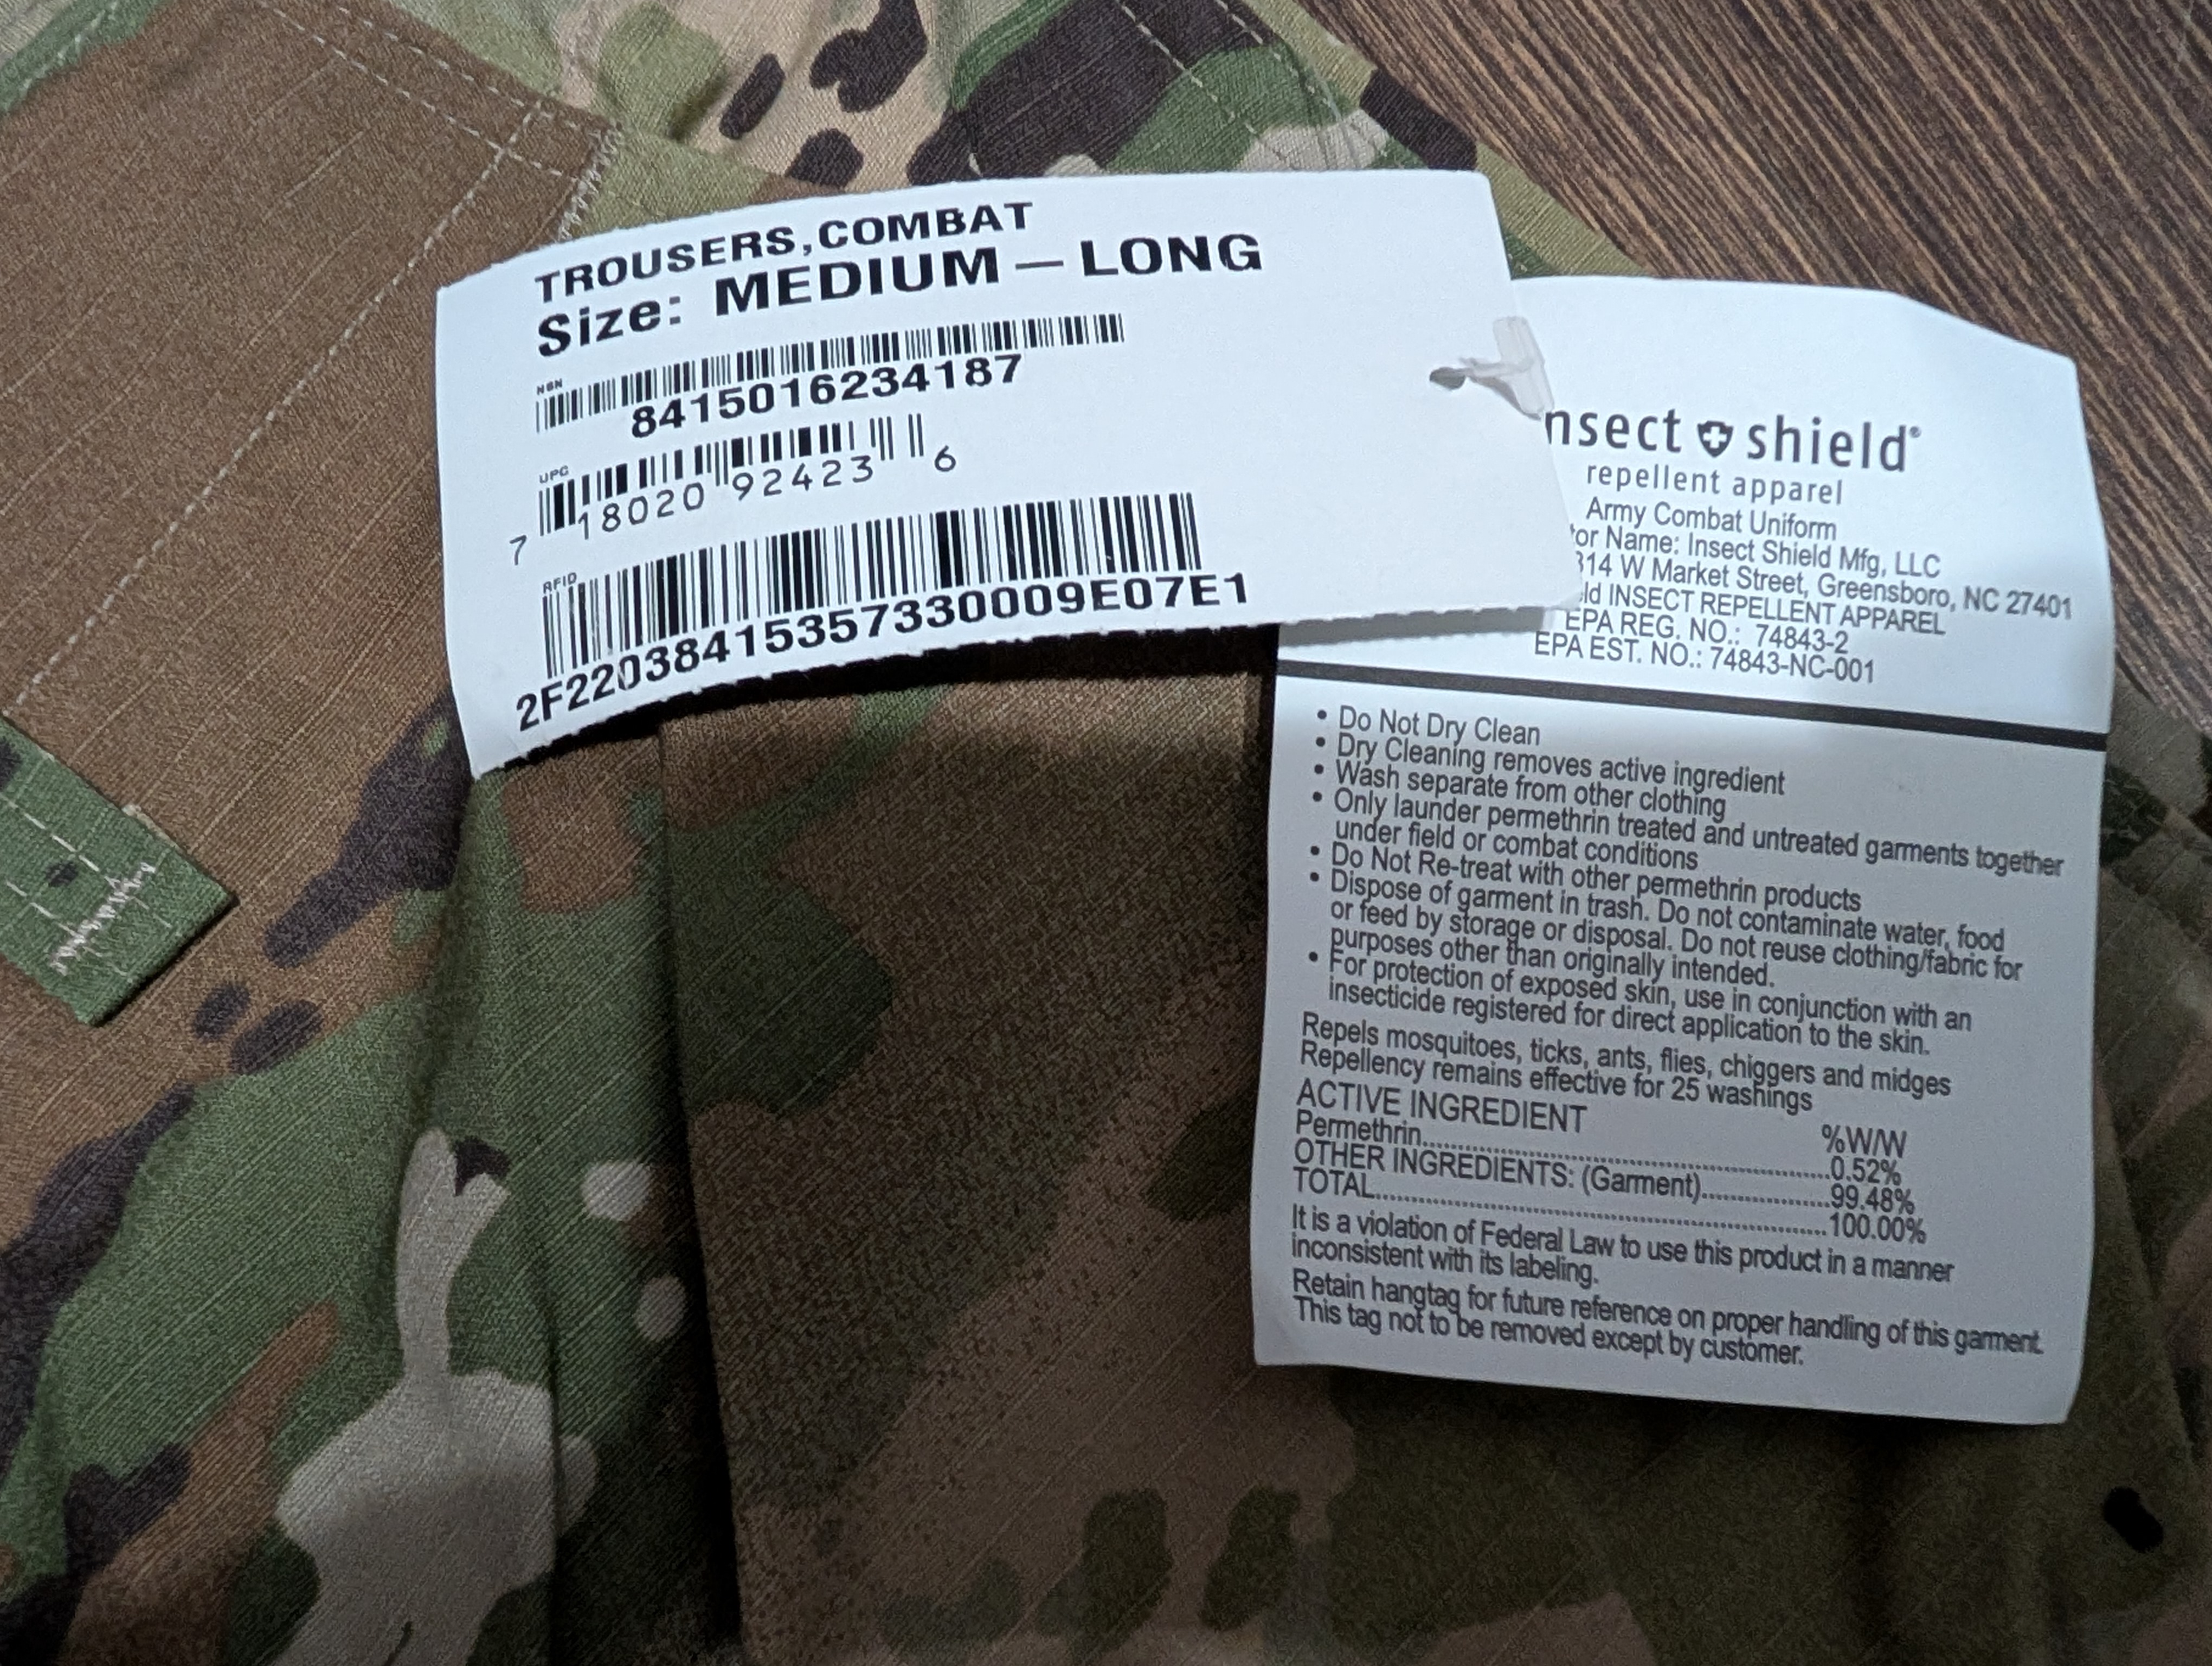 TROUSERS,COMBAT
Size: MEDIUM – LONG
NSN
8415016234187
UPC
7 18020 92423 6
RFID
2F2203841535733​0009E07E1
nsect shield®
repellent apparel
Army Combat Uniform
tor Name: Insect Shield Mfg, LLC
814 W Market Street, Greensboro, NC 27401
ld INSECT REPELLENT APPAREL
EPA REG. NO.: 74843-2
EPA EST. NO.: 74843-NC-001
• Do Not Dry Clean
• Dry Cleaning removes active ingredient
• Wash separate from other clothing
• Only launder permethrin treated and untreated garments together
under field or combat conditions
• Do Not Re-treat with other permethrin products
• Dispose of garment in trash. Do not contaminate water, food
or feed by storage or disposal. Do not reuse clothing/fabric for
purposes other than originally intended.
• For protection of exposed skin, use in conjunction with an
insecticide registered for direct application to the skin.
Repels mosquitoes, ticks, ants, flies, chiggers and midges
Repellency remains effective for 25 washings
ACTIVE INGREDIENT %W/W
Permethrin....................0.52%
OTHER INGREDIENTS: (Garment)....................99.48%
TOTAL....................100.00%
It is a violation of Federal Law to use this product in a manner
inconsistent with its labeling.
Retain hangtag for future reference on proper handling of this garment.
This tag not to be removed except by customer.